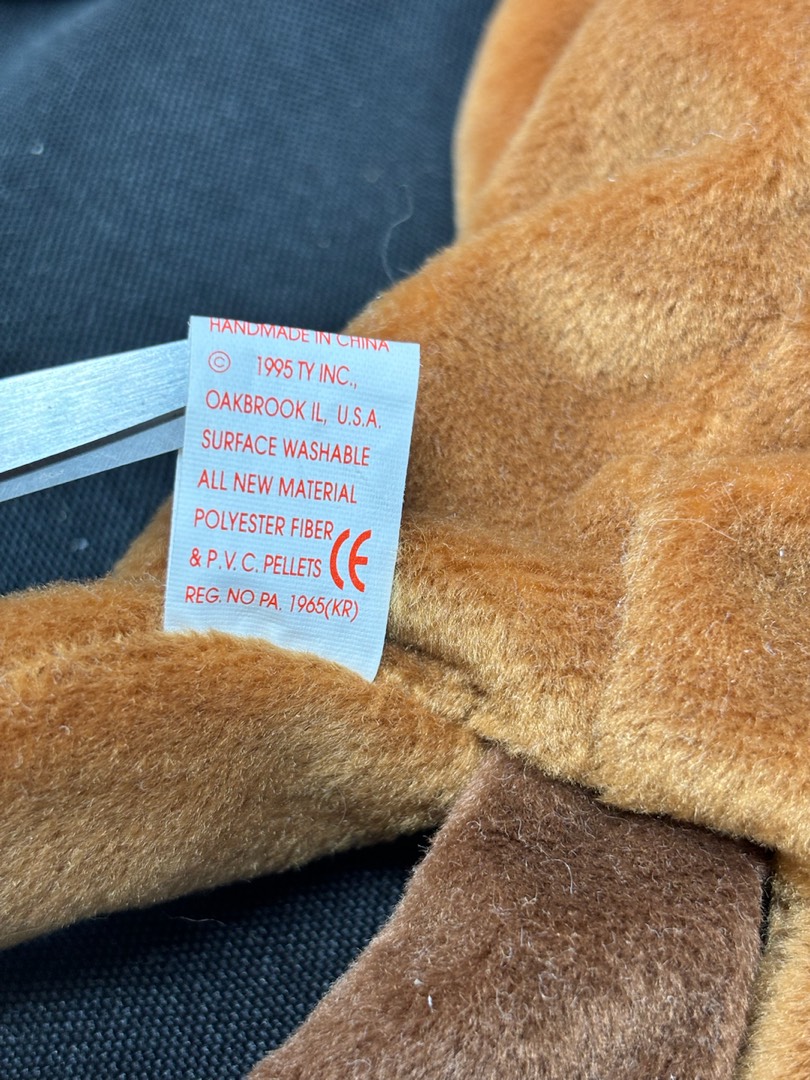 HANDMADE IN CHINA
© 1995 TY INC.,
OAKBROOK IL, U.S.A.
SURFACE WASHABLE
ALL NEW MATERIAL
POLYESTER FIBER
& P.V.C. PELLETS CE
REG. NO PA. 1965(KR)